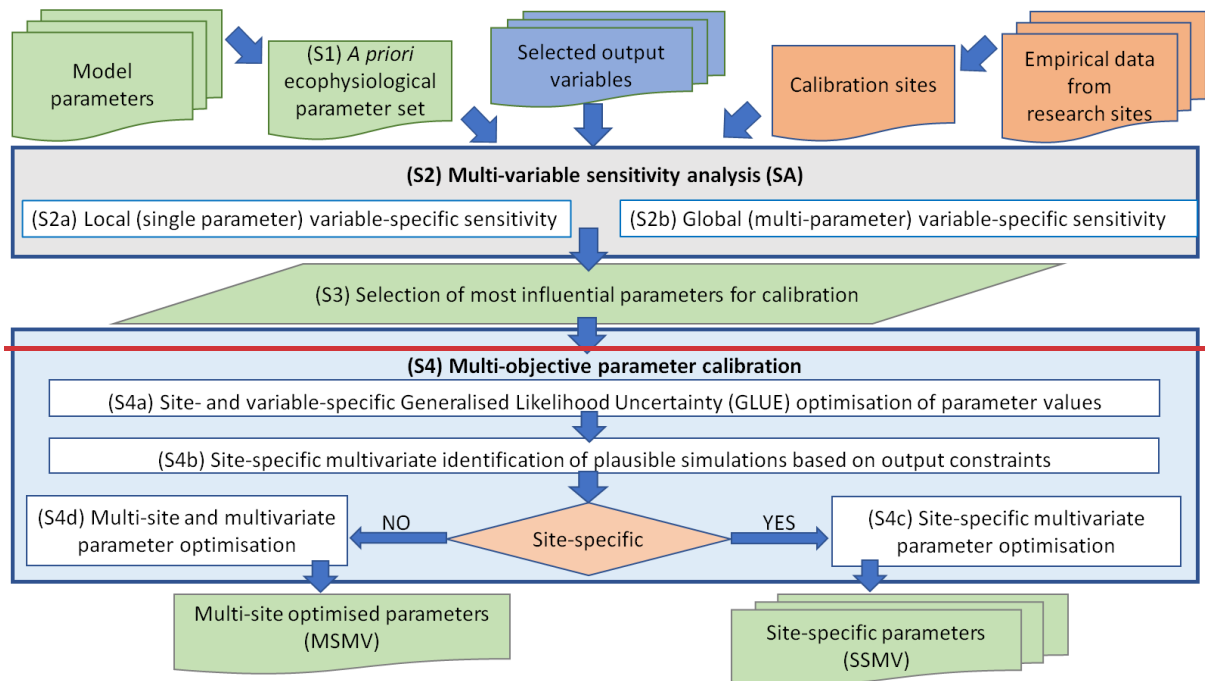 Model
parameters
(S1) A priori
ecophysiological
parameter set
Selected output
variables
Calibration sites
Empirical data
from
research sites
(S2) Multi-variable sensitivity analysis (SA)
(S2a) Local (single parameter) variable-specific sensitivity
(S2b) Global (multi-parameter) variable-specific sensitivity
(S3) Selection of most influential parameters for calibration
(S4) Multi-objective parameter calibration
(S4a) Site- and variable-specific Generalised Likelihood Uncertainty (GLUE) optimisation of parameter values
(S4b) Site-specific multivariate identification of plausible simulations based on output constraints
(S4d) Multi-site and multivariate
parameter optimisation
NO
Site-specific
YES
(S4c) Site-specific multivariate
parameter optimisation
Multi-site optimised parameters
(MSMV)
Site-specific parameters
(SSMV)